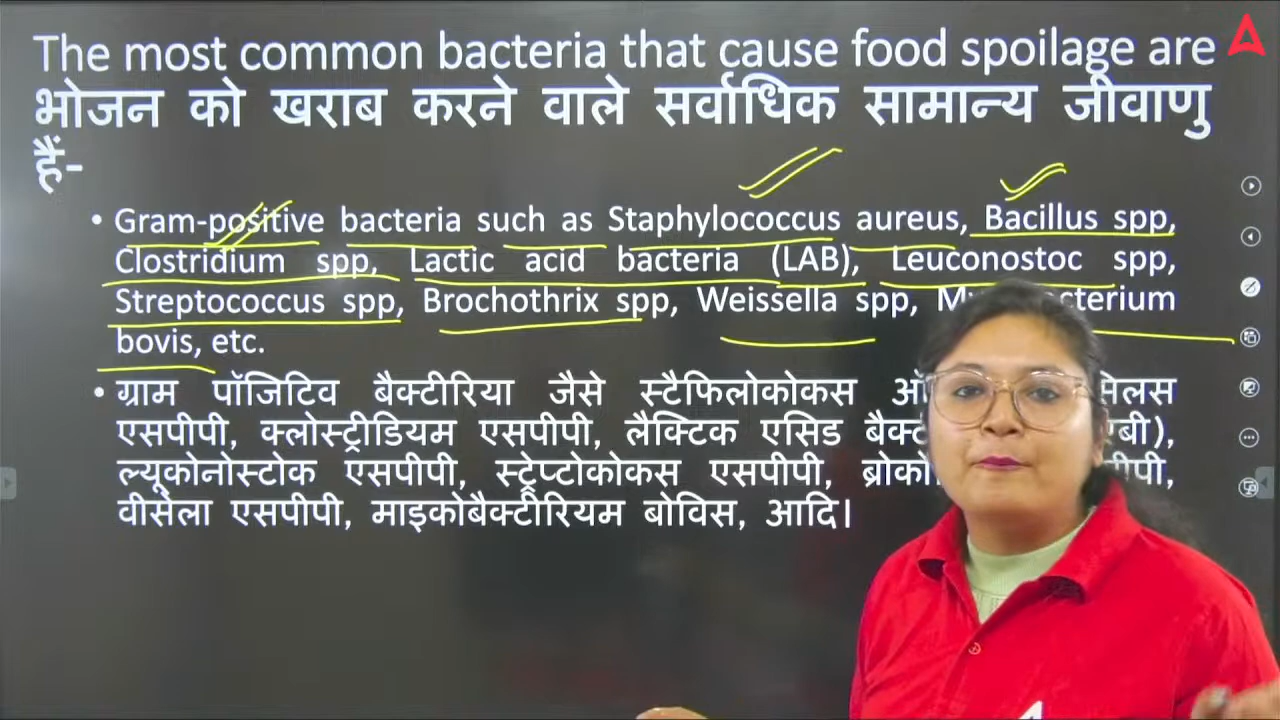 The most common bacteria that cause food spoilage are
भोजन को खराब करने वाले सर्वाधिक सामान्य जीवाणु
हैं-
• Gram-positive bacteria such as Staphylococcus aureus, Bacillus spp,
Clostridium spp, Lactic acid bacteria (LAB), Leuconostoc spp,
Streptococcus spp, Brochothrix spp, Weissella spp,
bovis, etc.
• ग्राम पॉजिटिव बैक्टीरिया जैसे स्टैफिलोकोकस
एसपीपी, क्लोस्ट्रीडियम एसपीपी, लैक्टिक एसिड
ल्यूकोनोस्टोक एसपीपी, स्ट्रेप्टोकोकस एसपीपी,
वीसेला एसपीपी, माइकोबैक्टीरियम बोविस, आदि।